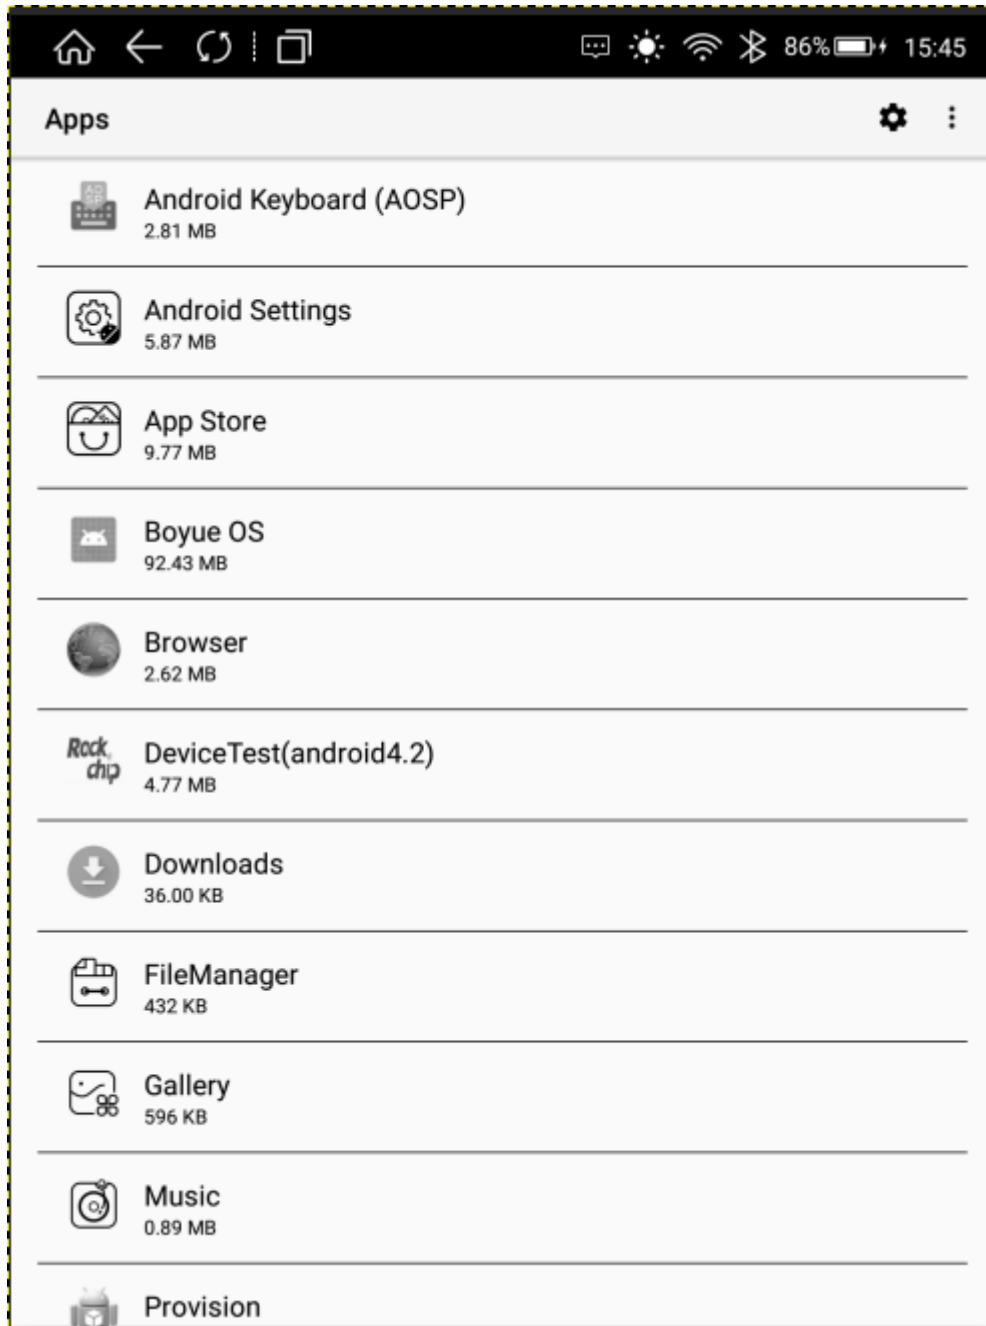 86% 15:45
Apps
AO
SP
Android Keyboard (AOSP)
2.81 MB
Android Settings
5.87 MB
App Store
9.77 MB
Boyue OS
92.43 MB
Browser
2.62 MB
Rock
chip
DeviceTest(android4.2)
4.77 MB
Downloads
36.00 KB
FileManager
432 KB
Gallery
596 KB
Music
0.89 MB
Provision